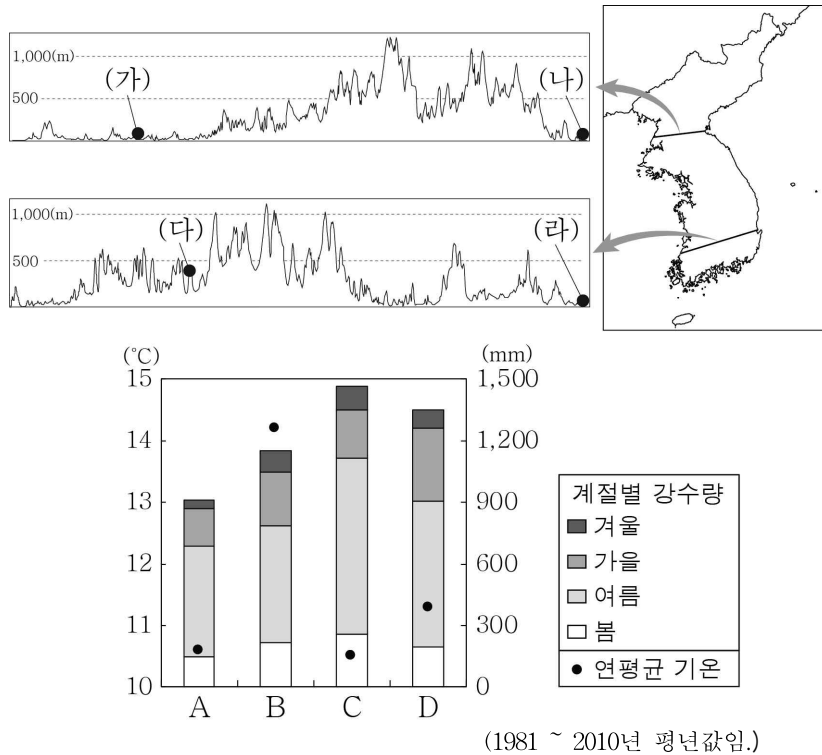 1,000(m)
500
(가)
(나)
1,000(m)
500
(다)
(라)
(℃)
(mm)
15
14
13
12
11
10
1,500
1,200
900
600
300
0
A B C D
계절별 강수량
겨울
가을
여름
봄
연평균 기온
(1981 ~ 2010년 평년값임.)